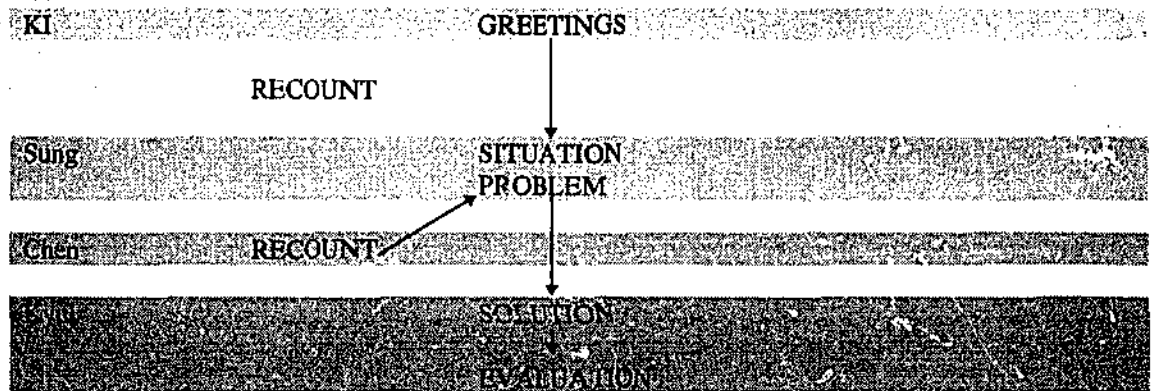 KI GREETINGS
RECOUNT
Sung SITUATION
PROBLEM
Chen RECOUNT
SOLUTION
EVALUATION